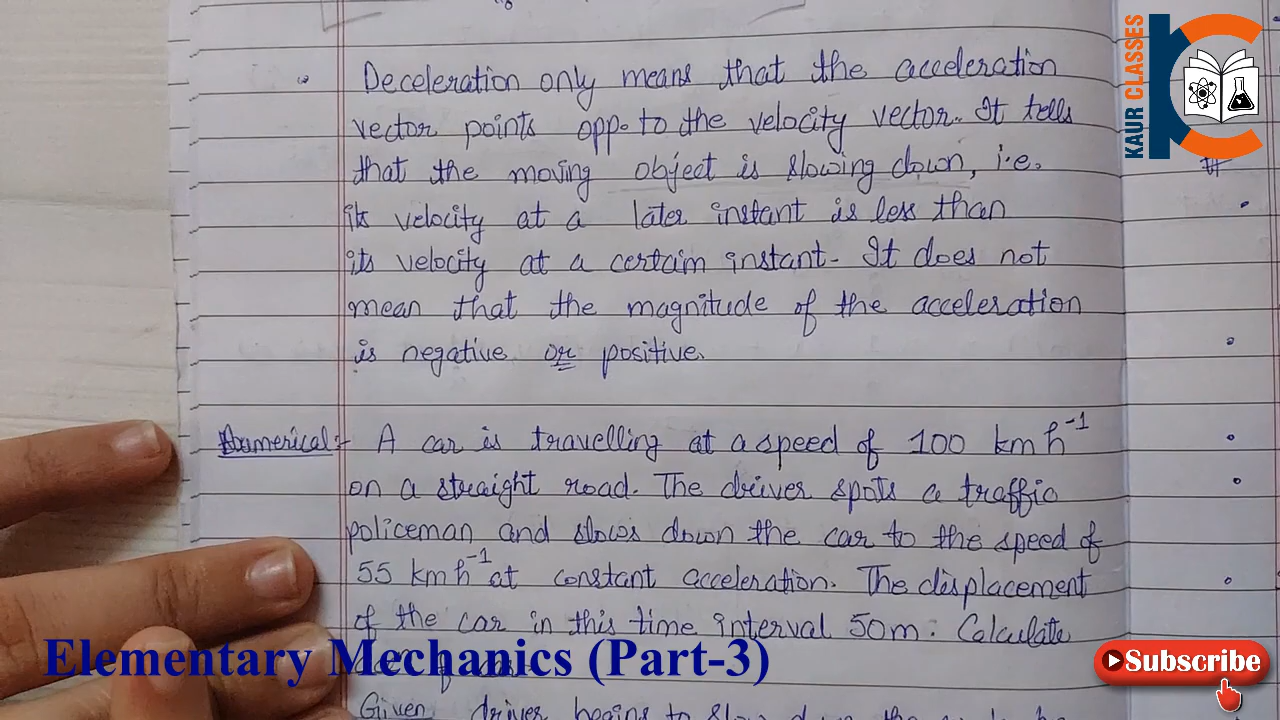 Deceleration only means that the acceleration
vector points opp. to the velocity vector. It tells
that the moving object is slowing down, i.e.
its velocity at a later instant is less than
its velocity at a certain instant. It does not
mean that the magnitude of the acceleration
is negative or positive.
Numerical:- A car is travelling at a speed of 100 km h⁻¹
on a straight road. The driver spots a traffic
policeman and slows down the car to the speed of
55 km h⁻¹ at constant acceleration. The displacement
of the car in this time interval 50m. Calculate
Given driver begins to slow down the
Elementary Mechanics (Part-3)
KAUR CLASSES
Subscribe